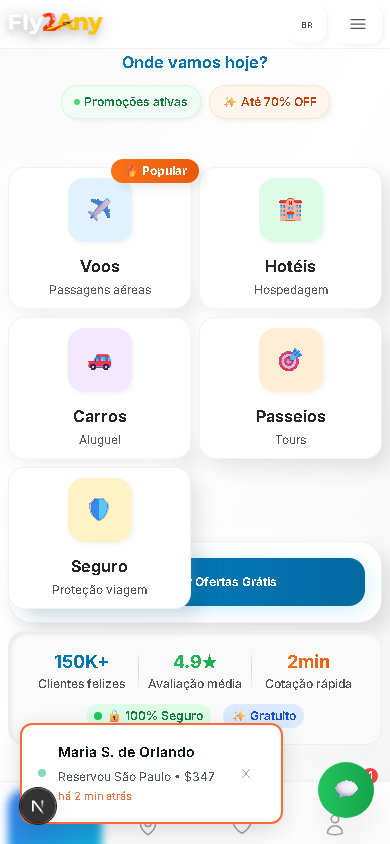 Fly2Any
BR
Onde vamos hoje?
Promoções ativas
Até 70% OFF
Popular
Voos
Passagens aéreas
Hotéis
Hospedagem
Carros
Aluguel
Passeios
Tours
Seguro
Proteção viagem
Ofertas Grátis
150K+
Clientes felizes
4.9★
Avaliação média
2min
Cotação rápida
100% Seguro
Gratuito
Maria S. de Orlando
Reservou São Paulo • $347
há 2 min atrás
N
1